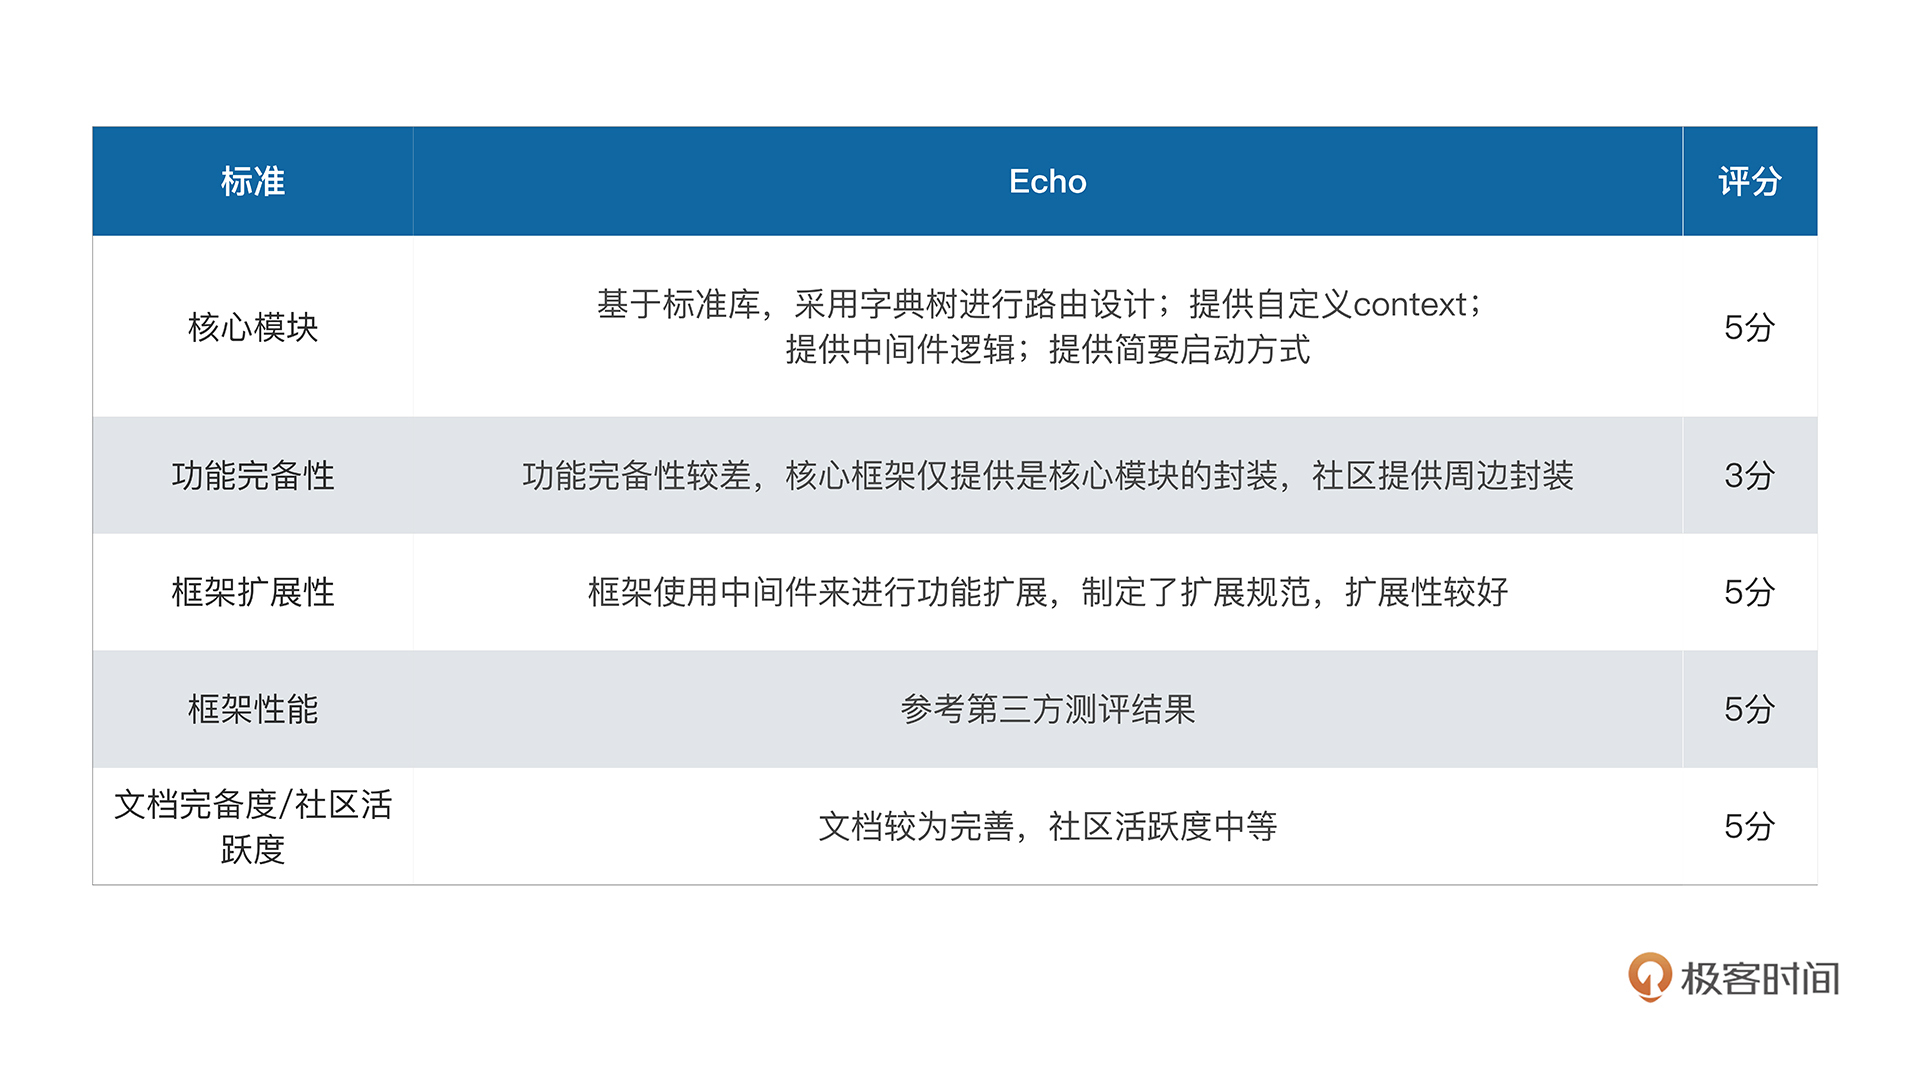 标准
Echo
评分
核心模块
基于标准库，采用字典树进行路由设计；提供自定义context；
提供中间件逻辑；提供简要启动方式
5分
功能完备性
功能完备性较差，核心框架仅提供是核心模块的封装，社区提供周边封装
3分
框架扩展性
框架使用中间件来进行功能扩展，制定了扩展规范，扩展性较好
5分
框架性能
参考第三方测评结果
5分
文档完备度/社区活
跃度
文档较为完善，社区活跃度中等
5分
极客时间